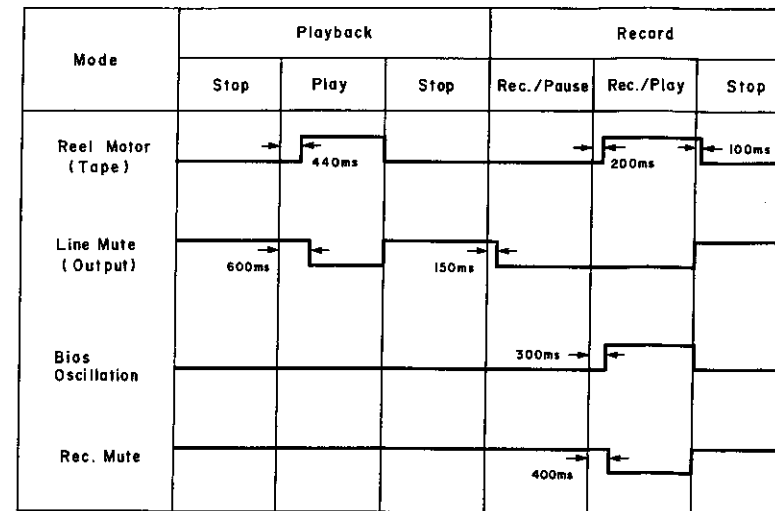 Mode
Playback
Record
Stop
Play
Stop
Rec./Pause
Rec./Play
Stop
Reel Motor
(Tape)
440ms
200ms
100ms
Line Mute
(Output)
600ms
150ms
Bias
Oscillation
300ms
Rec. Mute
400ms